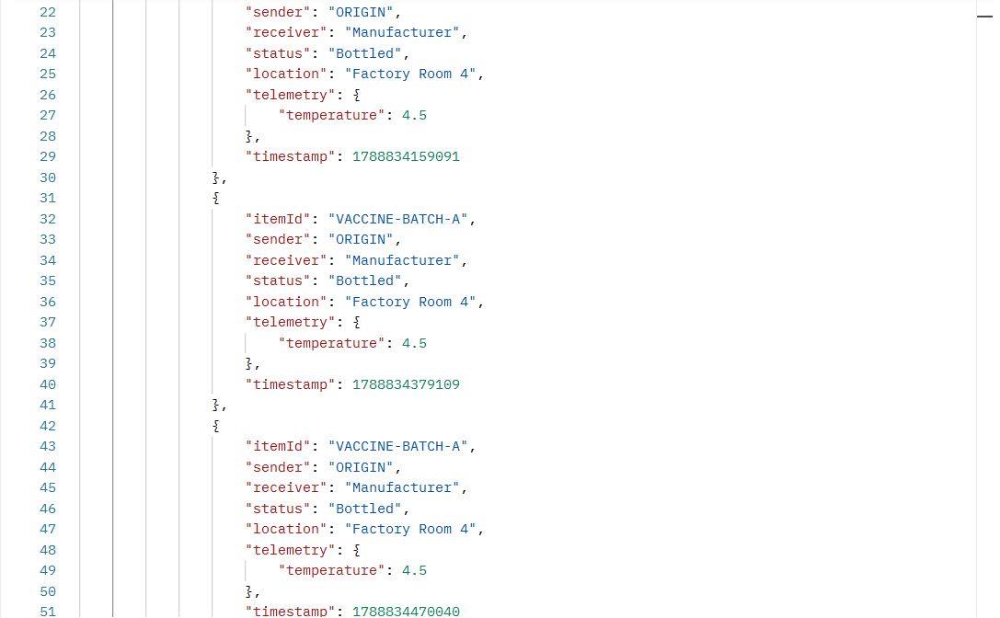 22 "sender": "ORIGIN",
23 "receiver": "Manufacturer",
24 "status": "Bottled",
25 "location": "Factory Room 4",
26 "telemetry": {
27 "temperature": 4.5
28 },
29 "timestamp": 1788834159091
30 },
31 {
32 "itemId": "VACCINE-BATCH-A",
33 "sender": "ORIGIN",
34 "receiver": "Manufacturer",
35 "status": "Bottled",
36 "location": "Factory Room 4",
37 "telemetry": {
38 "temperature": 4.5
39 },
40 "timestamp": 1788834379109
41 },
42 {
43 "itemId": "VACCINE-BATCH-A",
44 "sender": "ORIGIN",
45 "receiver": "Manufacturer",
46 "status": "Bottled",
47 "location": "Factory Room 4",
48 "telemetry": {
49 "temperature": 4.5
50 },
51 "timestamp": 1788834470040